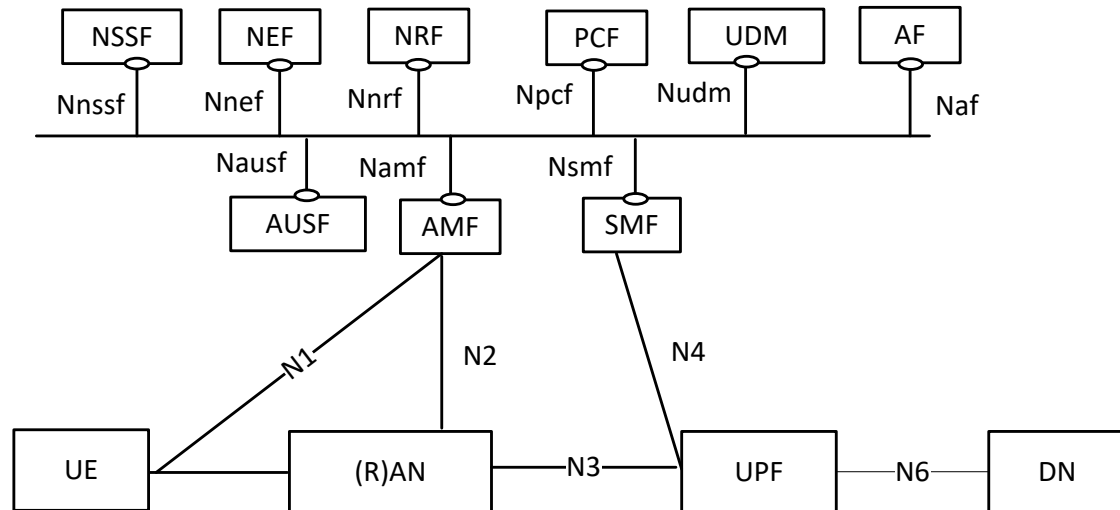 NSSF
NEF
NRF
PCF
UDM
AF
Nnssf
Nnef
Nnrf
Npcf
Nudm
Naf
Nausf
Namf
Nsmf
AUSF
AMF
SMF
N1
N2
N4
UE
(R)AN
N3
UPF
N6
DN